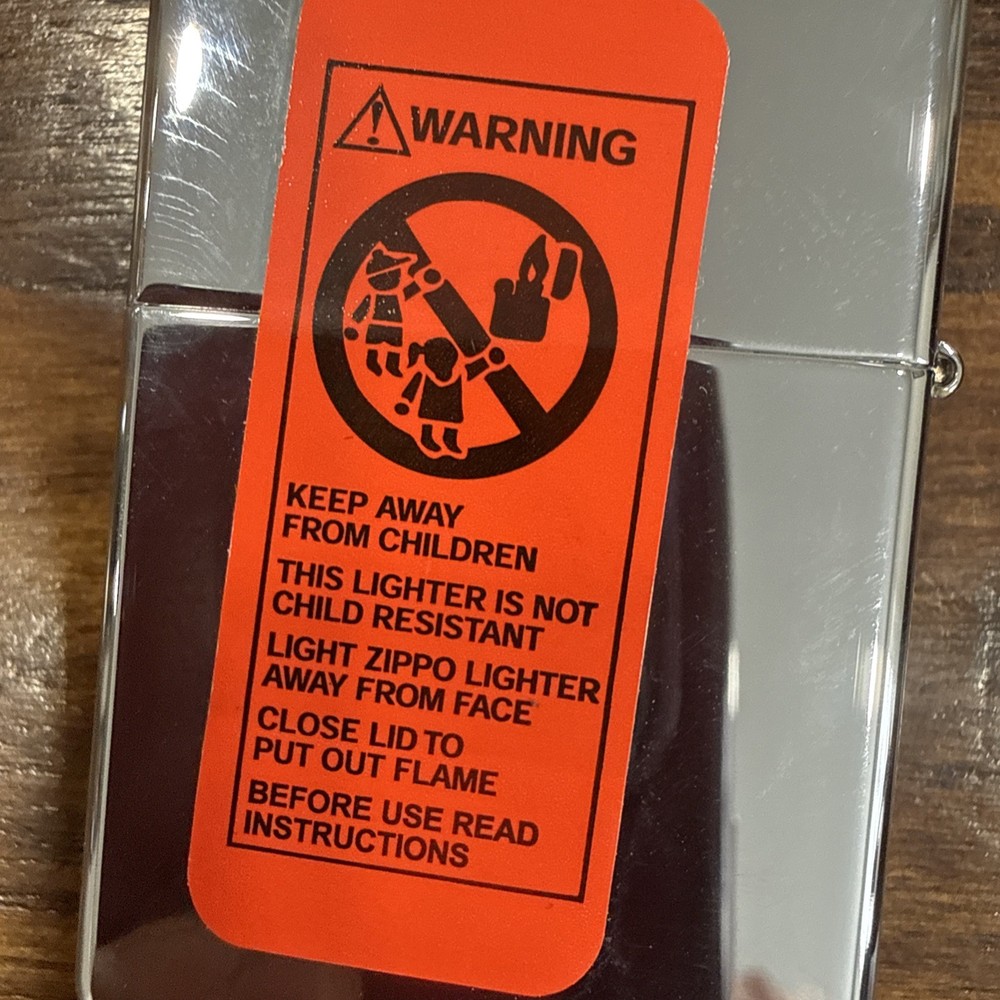 WARNING
KEEP AWAY
FROM CHILDREN
THIS LIGHTER IS NOT
CHILD RESISTANT
LIGHT ZIPPO LIGHTER
AWAY FROM FACE
CLOSE LID TO
PUT OUT FLAME
BEFORE USE READ
INSTRUCTIONS